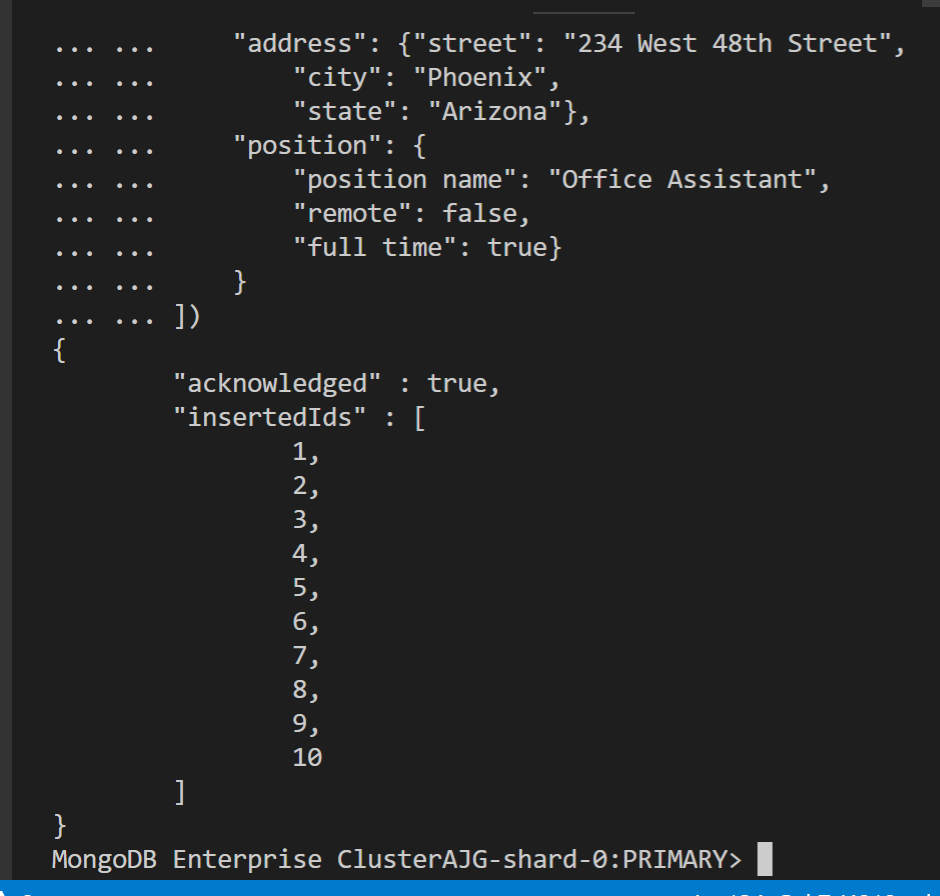 ... ...     "address": {"street": "234 West 48th Street",
... ...         "city": "Phoenix",
... ...         "state": "Arizona"},
... ...     "position": {
... ...         "position name": "Office Assistant",
... ...         "remote": false,
... ...         "full time": true}
... ...     }
... ... ])
{
        "acknowledged" : true,
        "insertedIds" : [
                1,
                2,
                3,
                4,
                5,
                6,
                7,
                8,
                9,
                10
        ]
}
MongoDB Enterprise ClusterAJG-shard-0:PRIMARY>